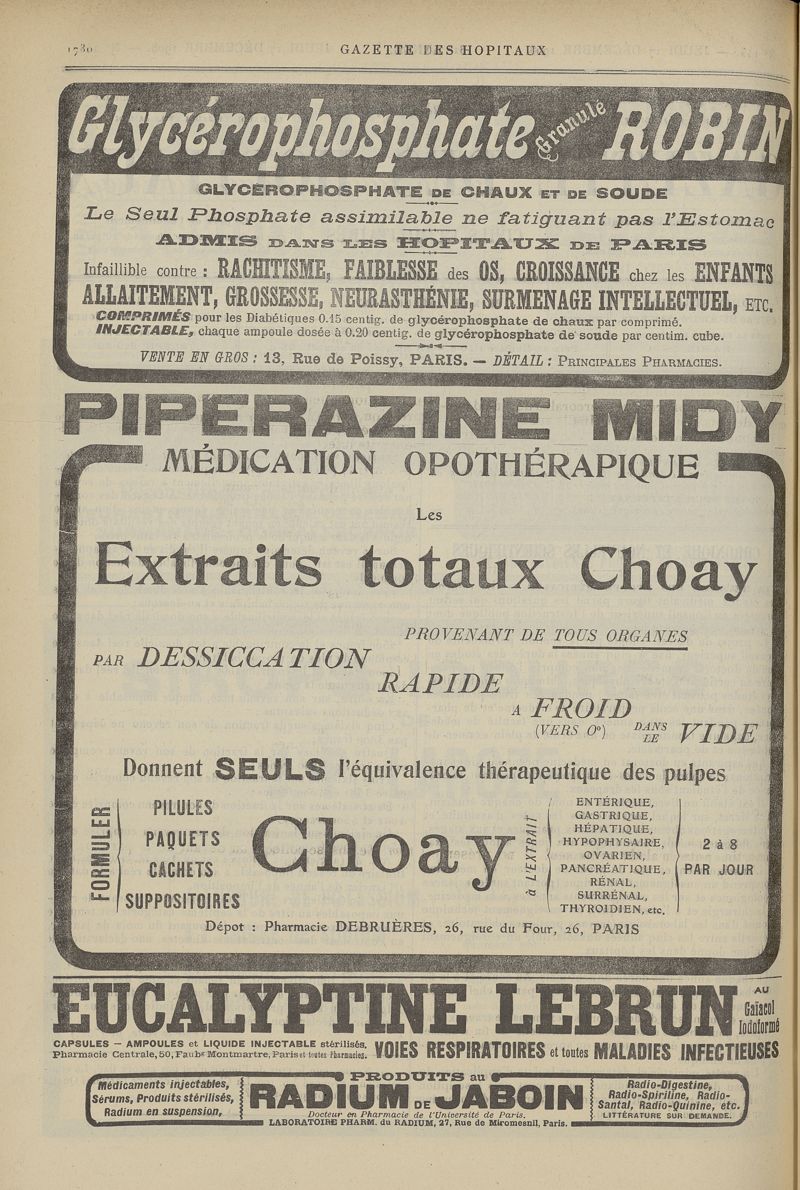 1780
GAZETTE DES HOPITAUX
Glycérophosphate Granulé ROBIN
GLYCÉROPHOSPHATE DE CHAUX ET DE SOUDE
Le Seul Phosphate assimilable ne fatiguant pas l'Estomac
ADMIS DANS LES HOPITAUX DE PARIS
Infaillible contre : RACHITISME, FAIBLESSE des OS, CROISSANCE chez les ENFANTS
ALLAITEMENT, GROSSESSE, NEURASTHÉNIE, SURMENAGE INTELLECTUEL, ETC.
COMPRIMÉS pour les Diabétiques 0.15 centig. de glycérophosphate de chaux par comprimé.
INJECTABLE, chaque ampoule dosée à 0.20 centig. de glycérophosphate de soude par centim. cube.
VENTE EN GROS : 13, Rue de Poissy, PARIS. — DÉTAIL : PRINCIPALES PHARMACIES.
PIPERAZINE MIDY
MÉDICATION OPOTHÉRAPIQUE
Les
Extraits totaux Choay
PROVENANT DE TOUS ORGANES
PAR DESSICCATION
RAPIDE
A FROID
(VERS 0°) DANS LE VIDE
Donnent SEULS l'équivalence thérapeutique des pulpes
FORMULER
PILULES
PAQUETS
CACHETS
SUPPOSITOIRES
Choay
à L'EXTRAIT
ENTÉRIQUE,
GASTRIQUE,
HÉPATIQUE,
HYPOPHYSAIRE,
OVARIEN,
PANCRÉATIQUE,
RÉNAL,
SURRÉNAL,
THYROIDIEN, etc.
2 à 8
PAR JOUR
Dépot : Pharmacie DEBRUÈRES, 26, rue du Four, 26, PARIS
EUCALYPTINE LEBRUN AU Gaïacol Iodoformé
CAPSULES — AMPOULES et LIQUIDE INJECTABLE stérilisés.
Pharmacie Centrale, 50, Faubg Montmartre, Paris et toutes Pharmacies.
VOIES RESPIRATOIRES et toutes MALADIES INFECTIEUSES
Médicaments injectables,
Sérums, Produits stérilisés,
Radium en suspension,
PRODUITS au
RADIUM DE JABOIN
Docteur en Pharmacie de l'Université de Paris.
LABORATOIRE PHARM. du RADIUM, 27, Rue de Miromesnil, Paris.
Radio-Digestine,
Radio-Spiriline, Radio-
Santal, Radio-Quinine, etc.
LITTÉRATURE SUR DEMANDE.